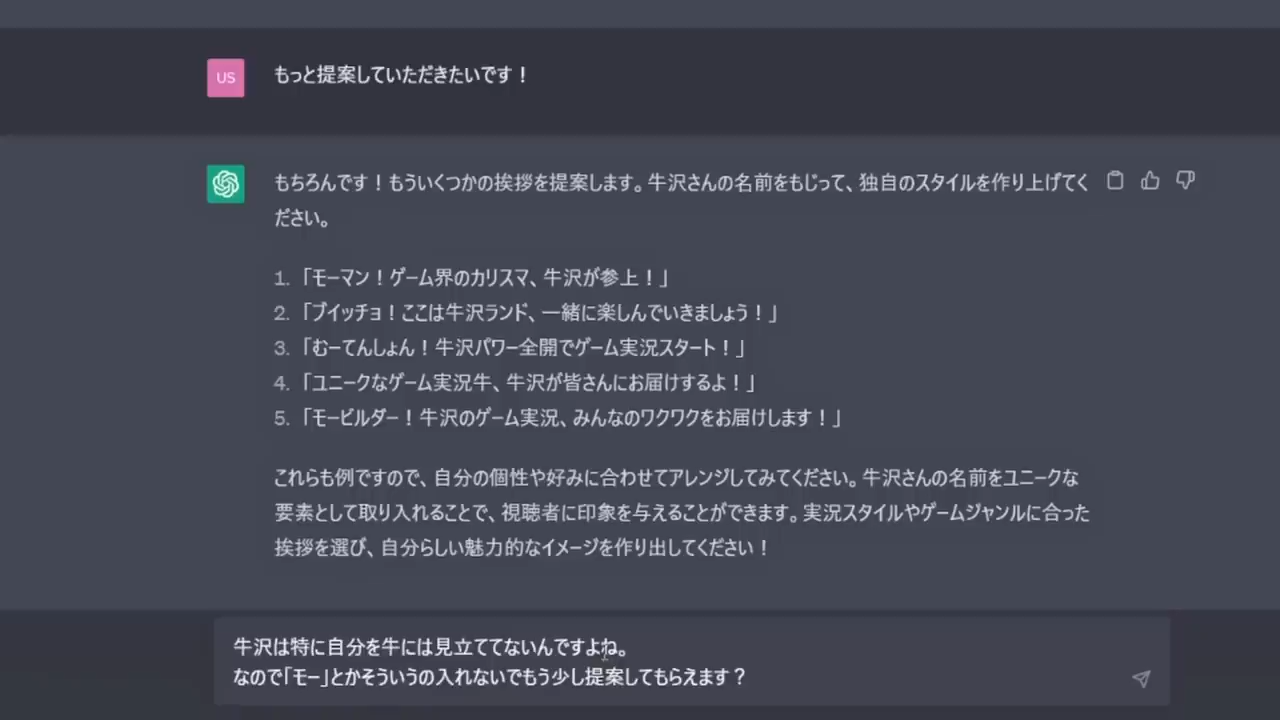 US
もっと提案していただきたいです！
もちろんです！もういくつかの挨拶を提案します。牛沢さんの名前をもじって、独自のスタイルを作り上げてく
ださい。
1. 「モーマン！ゲーム界のカリスマ、牛沢が参上！」
2. 「ブイッチョ！ここは牛沢ランド、一緒に楽しんでいきましょう！」
3. 「むーてんしょん！牛沢パワー全開でゲーム実況スタート！」
4. 「ユニークなゲーム実況牛、牛沢が皆さんにお届けするよ！」
5. 「モービルダー！牛沢のゲーム実況、みんなのワクワクをお届けします！」
これらも例ですので、自分の個性や好みに合わせてアレンジしてみてください。牛沢さんの名前をユニークな
要素として取り入れることで、視聴者に印象を与えることができます。実況スタイルやゲームジャンルに合った
挨拶を選び、自分らしい魅力的なイメージを作り出してください！
牛沢は特に自分を牛には見立ててないんですよね。
なので「モー」とかそういうの入れないでもう少し提案してもらえます？